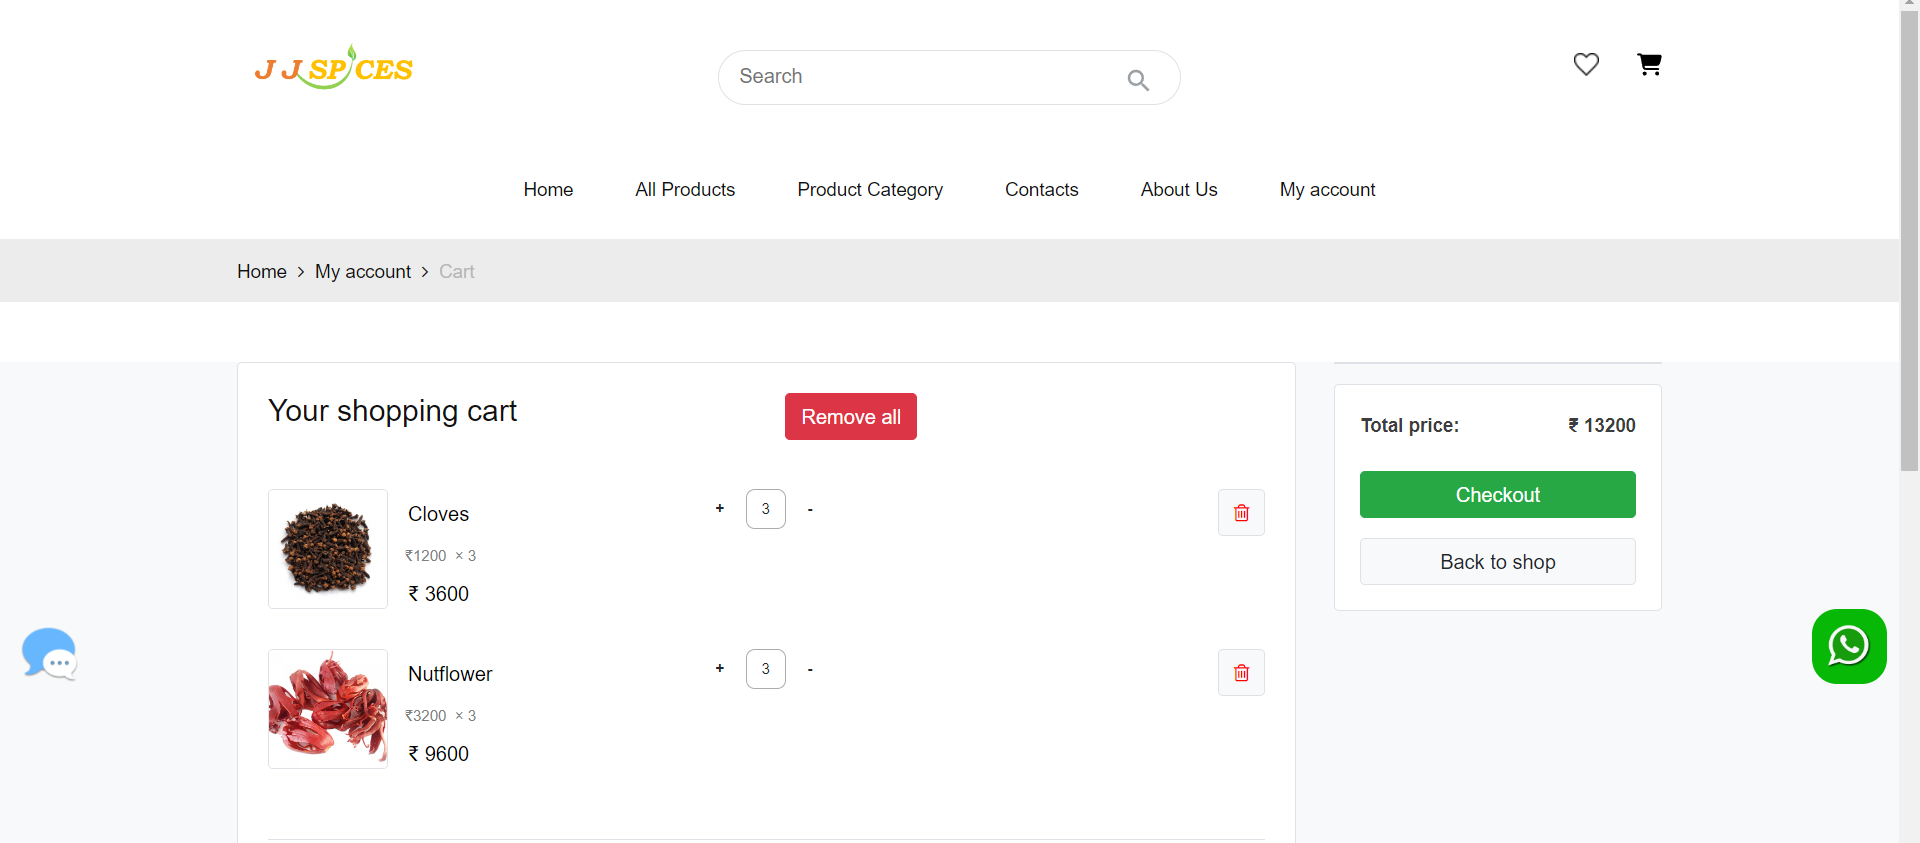 J J SPICES
Search
Home All Products Product Category Contacts About Us My account
Home > My account > Cart
Your shopping cart
Remove all
Cloves
+ 3 -
₹1200 × 3
₹ 3600
Nutflower
+ 3 -
₹3200 × 3
₹ 9600
Total price: ₹ 13200
Checkout
Back to shop